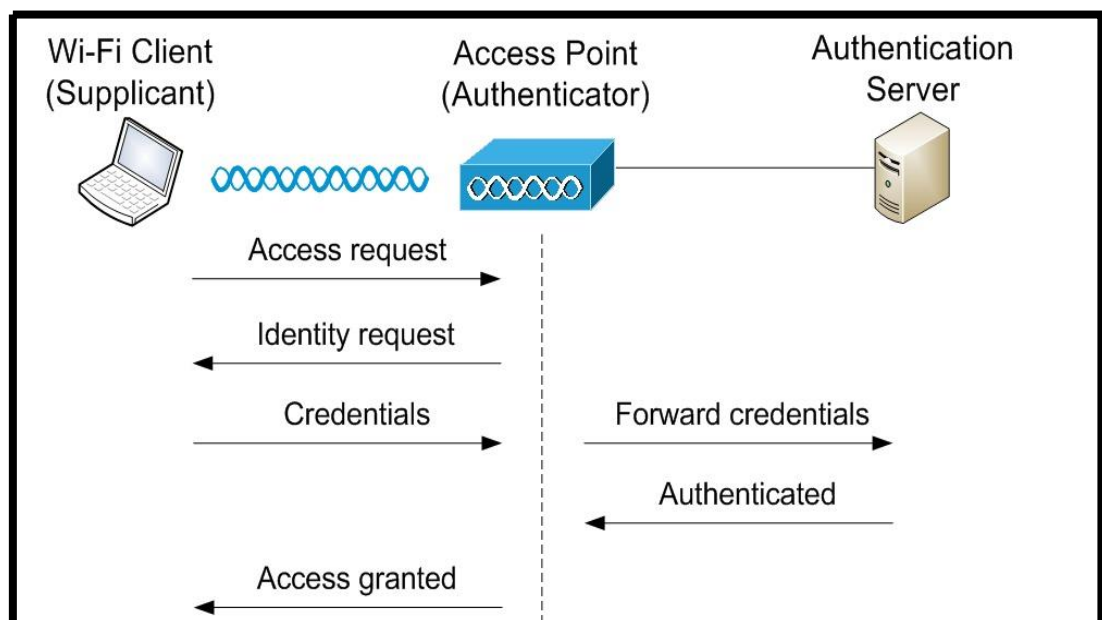 Wi-Fi Client
(Supplicant)
Access Point
(Authenticator)
Authentication
Server
Access request
Identity request
Credentials
Forward credentials
Authenticated
Access granted